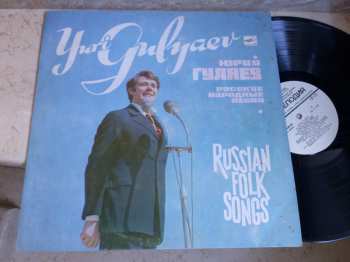 Yuri Gulyaev
ЮРИЙ
ГУЛЯЕВ
РУССКИЕ
НАРОДНЫЕ
ПЕСНИ
RUSSIAN
FOLK
SONGS
МЕЛОДИЯ